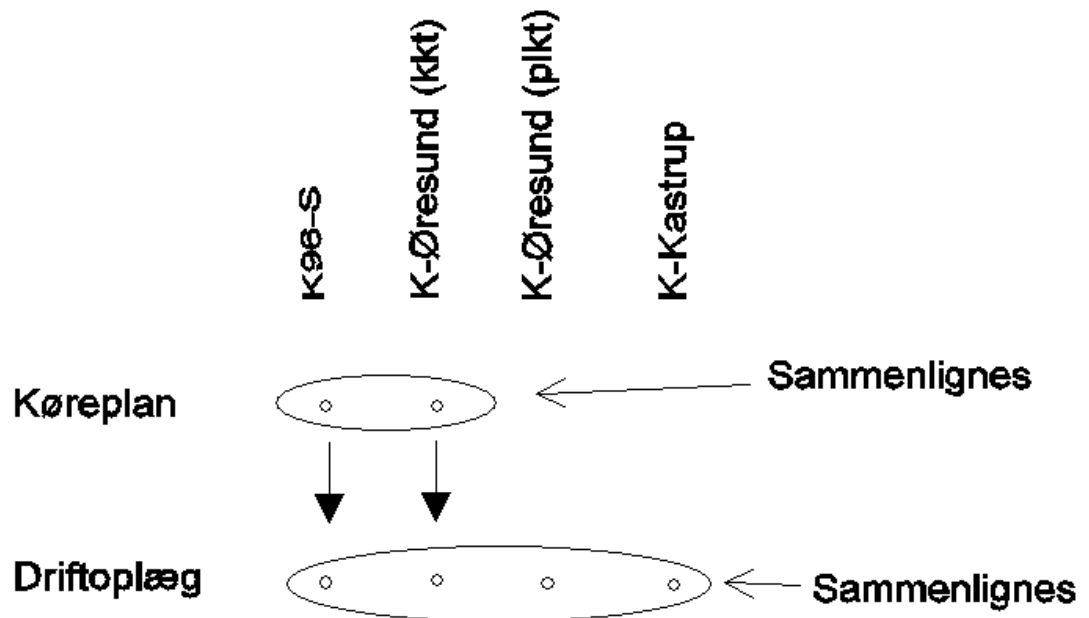 K96-S
K-Øresund (kkt)
K-Øresund (plkt)
K-Kastrup
Køreplan
Sammenlignes
Driftoplæg
Sammenlignes